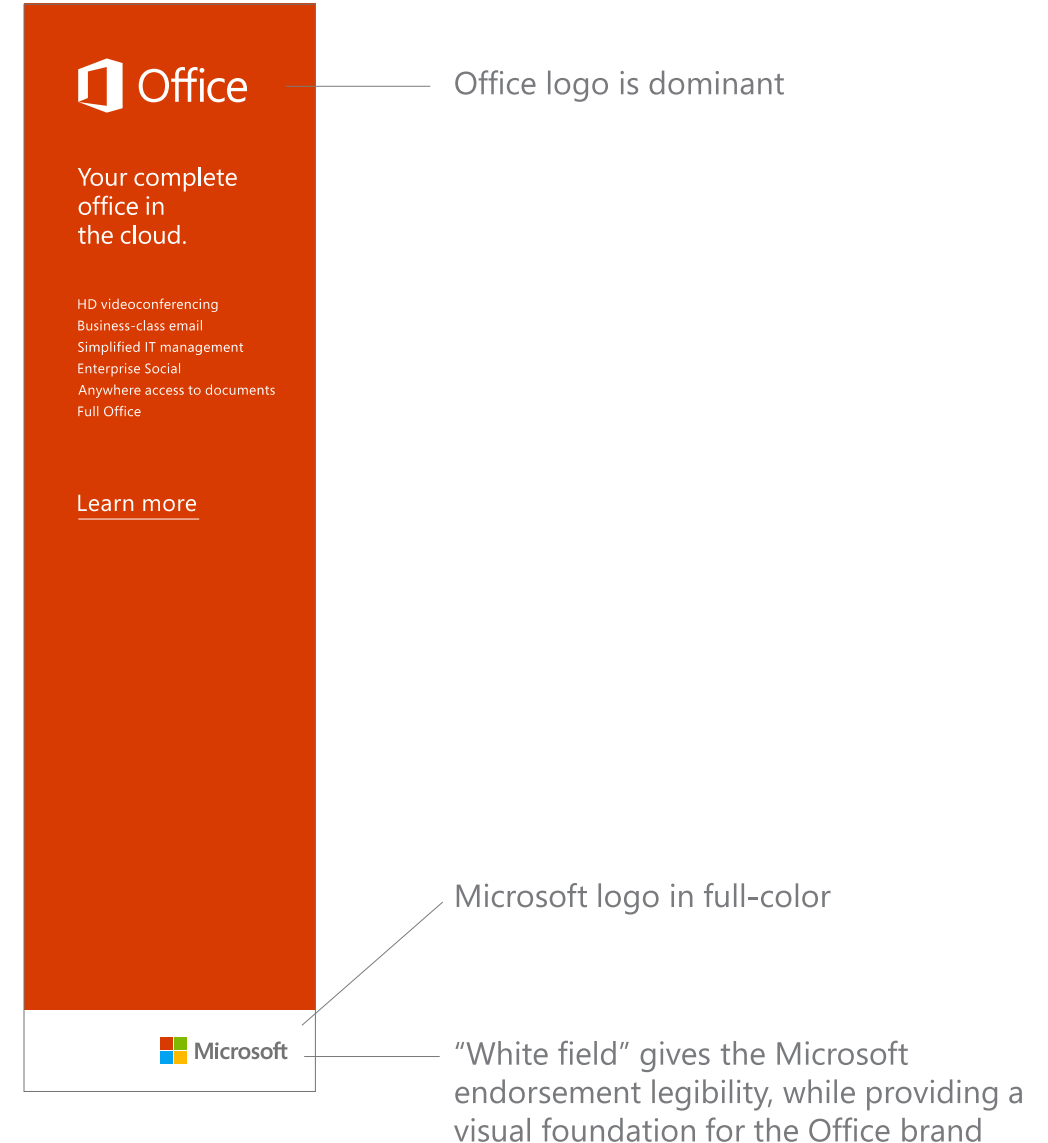 Office
Office logo is dominant
Your complete
office in
the cloud.
HD videoconferencing
Business-class email
Simplified IT management
Enterprise Social
Anywhere access to documents
Full Office
Learn more
Microsoft logo in full-color
Microsoft
“White field” gives the Microsoft
endorsement legibility, while providing a
visual foundation for the Office brand